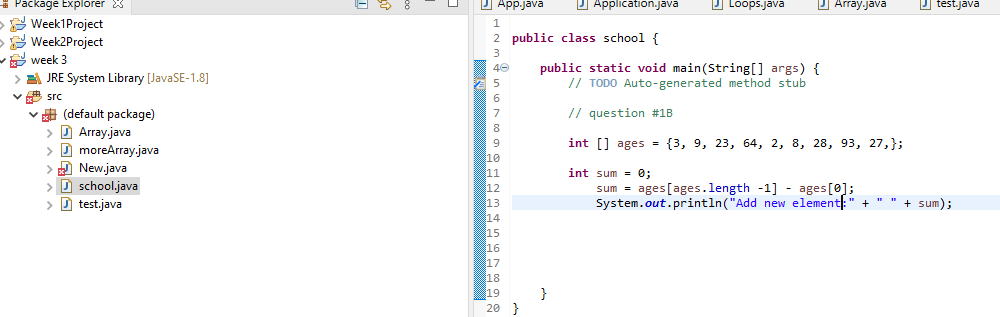 Package Explorer
Week1Project
Week2Project
week 3
JRE System Library [JavaSE-1.8]
src
(default package)
Array.java
moreArray.java
New.java
school.java
test.java
App.java Application.java Loops.java Array.java test.java
1
2 public class school {
3
4 public static void main(String[] args) {
5 // TODO Auto-generated method stub
6
7 // question #1B
8
9 int [] ages = {3, 9, 23, 64, 2, 8, 28, 93, 27,};
10
11 int sum = 0;
12 sum = ages[ages.length -1] - ages[0];
13 System.out.println("Add new element:" + " " + sum);
14
15
16
17
18
19 }
20 }